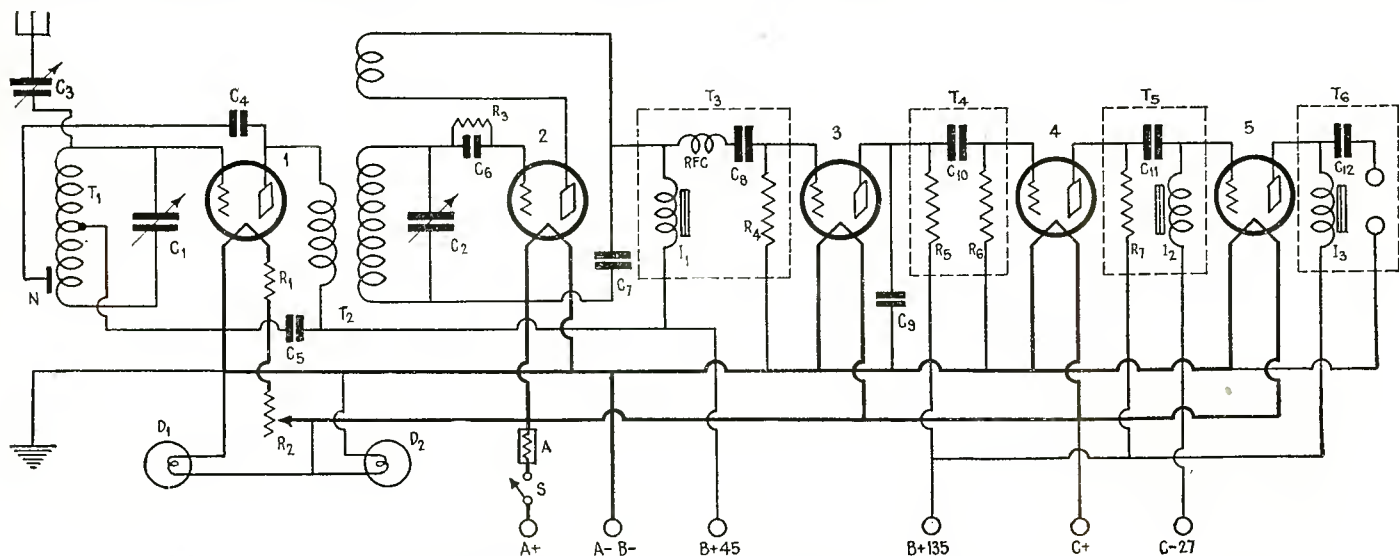 C3
C4
1
T1
C1
N
R1
C5
T2
R2
D1
D2
R3
2
C6
C2
C7
A
S
T3
RFC
C8
R4
I1
3
C9
T4
C10
R5
R6
4
T5
C11
R7
I2
5
T6
C12
I3
A+
A- B-
B+45
B+135
C+
C-27